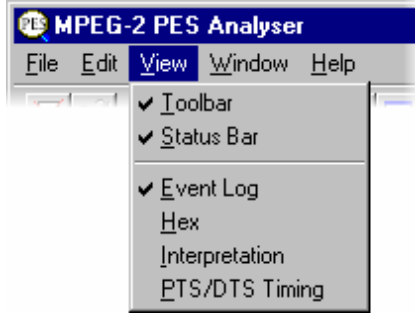 PES MPEG-2 PES Analyser
File Edit View Window Help
Toolbar
Status Bar
Event Log
Hex
Interpretation
PTS/DTS Timing